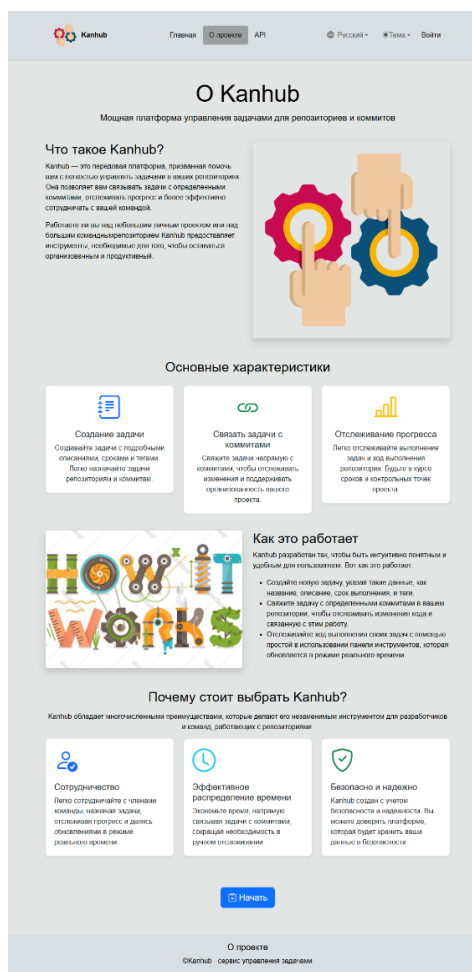 Kanhub Главная О проекте API Русский Тема Войти
О Kanhub
Мощная платформа управления задачами для репозиториев и коммитов
Что такое Kanhub?
Kanhub — это передовая платформа, призванная помочь
вам с легкостью управлять задачами в ваших репозиториях.
Она позволяет вам связывать задачи с определенными
коммитами, отслеживать прогресс и более эффективно
сотрудничать с вашей командой.
Работаете ли вы над небольшим личным проектом или над
большим командныирепозиторием Kanhub предоставляет
инструменты, необходимые для того, чтобы оставаться
организованным и продуктивный.
Основные характеристики
Создание задачи
Создавайте задачи с подробными
описаниями, сроками и тегами.
Легко назначайте задачи
репозиториям и коммитам.
Связать задачи с
коммитами
Свяжите задачи напрямую с
коммитами, чтобы отслеживать
изменения и поддерживать
организованность вашего
проекта.
Отслеживание прогресса
Легко отслеживайте выполнение
задач и ход выполнения
репозитория. Будьте в курсе
сроков и контрольных точек
проекта.
HOW IT
WORKS
Как это работает
Kanhub разработан так, чтобы быть интуитивно понятным и
удобным для пользователя. Вот как это работает:
Создайте новую задачу, указав такие данные, как
название, описание, срок выполнения, и теги.
Свяжите задачу с определенными коммитами в вашем
репозитории, чтобы отслеживать изменения кода и
связанную с этим работу.
Отслеживайте ход выполнения своих задач с помощью
простой в использовании панели инструментов, которая
обновляется в режиме реального времени.
Почему стоит выбрать Kanhub?
Kanhub обладает многочисленными преимуществами, которые делают его незаменимым инструментом для разработчиков
и команд, работающих с репозиториями.
Сотрудничество
Легко сотрудничайте с членами
команды, назначая задачи,
отслеживая прогресс и делясь
обновлениями в режиме
реального времени.
Эффективное
распределение времени
Экономьте время, напрямую
связывая задачи с коммитами,
сокращая необходимость в
ручном отслеживании.
Безопасно и надежно
Kanhub создан с учетом
безопасности и надежности. Вы
можете доверять платформе,
которая будет хранить ваши
данные в безопасности.
Начать
О проекте
©Kanhub - сервис управления задачами